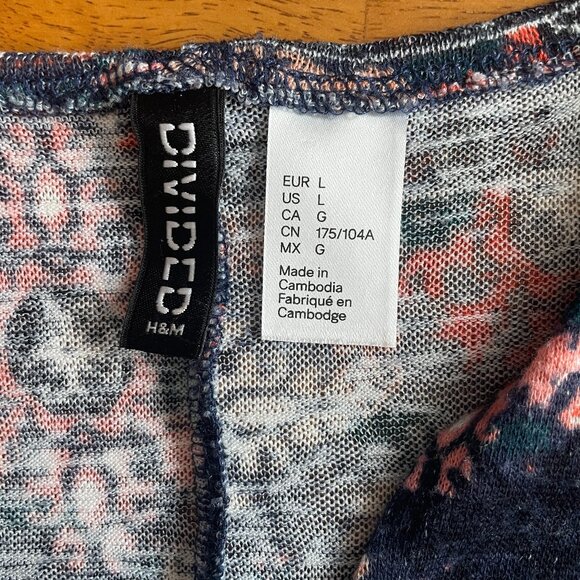 DIVIDED
H&M
EUR L
US L
CA G
CN 175/104A
MX G
Made in
Cambodia
Fabriqué en
Cambodge